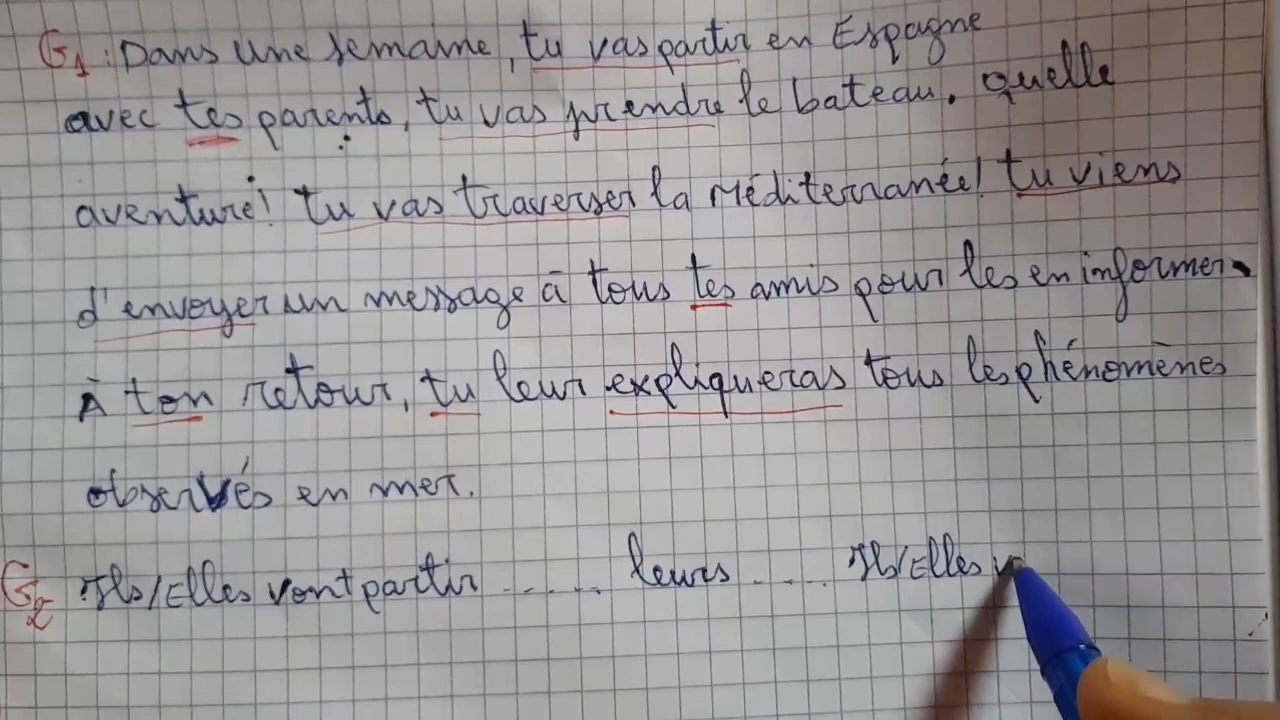 G1: Dans une semaine, tu vas partir en Espagne
avec tes parents, tu vas prendre le bateau. quelle
aventure! tu vas traverser la Méditerranée! tu viens
d'envoyer un message à tous tes amis pour les en informer.
À ton retour, tu leur expliqueras tous les phénomènes
observés en mer.
G2 Ils/Elles vont partir ...... leurs ..... Ils/Elles v